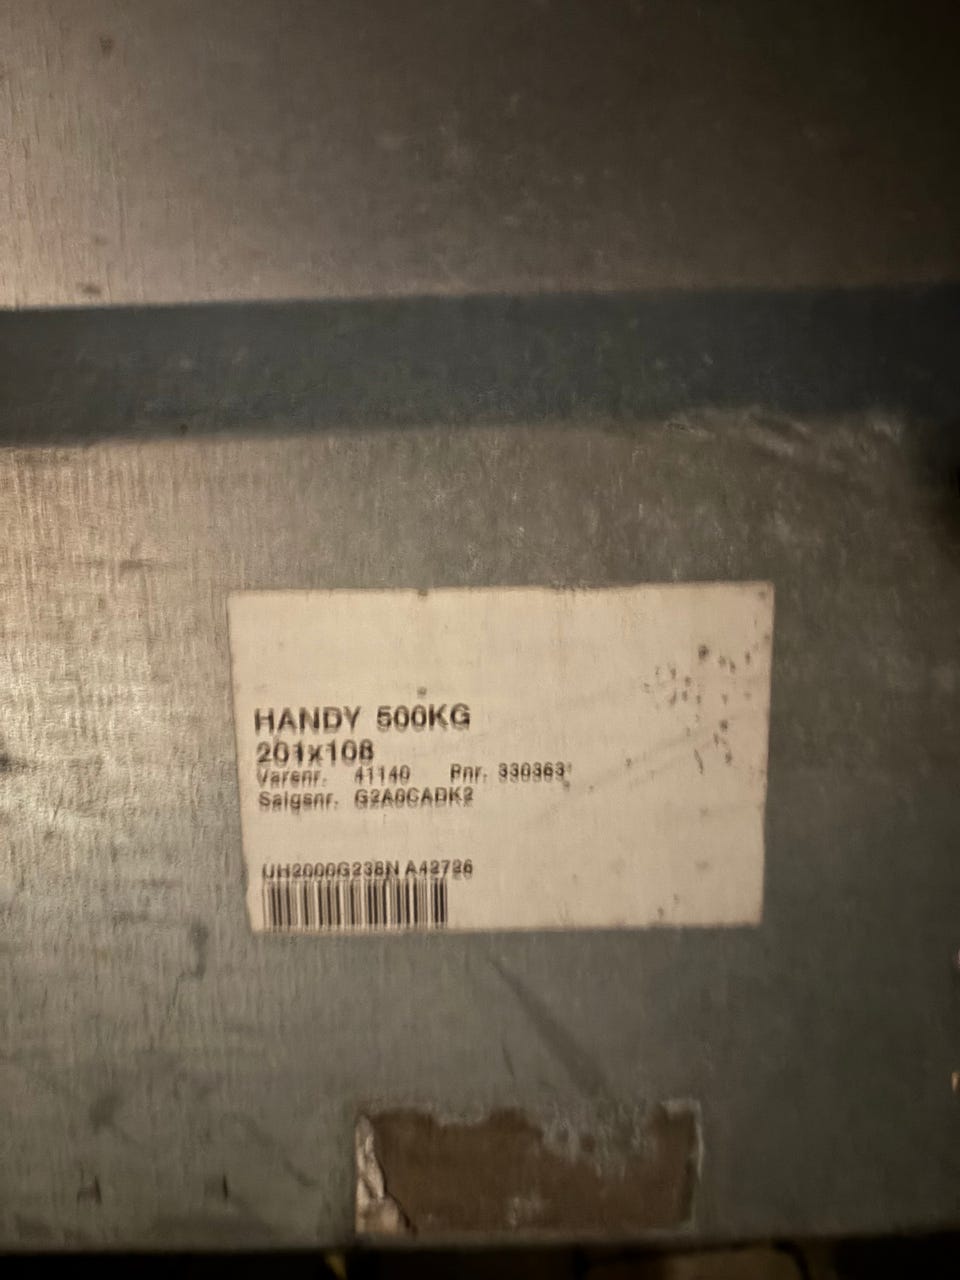 HANDY 500KG
201x108
Varenr. 41140 Pnr. 330363
Salgsnr. G2A0CADK2
UH2000G238N A42726